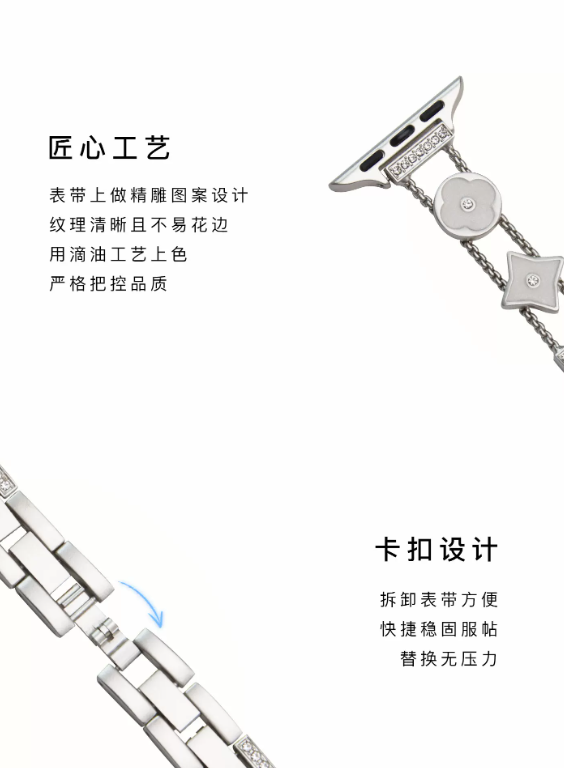 匠心工艺
表带上做精雕图案设计
纹理清晰且不易花边
用滴油工艺上色
严格把控品质
卡扣设计
拆卸表带方便
快捷稳固服帖
替换无压力